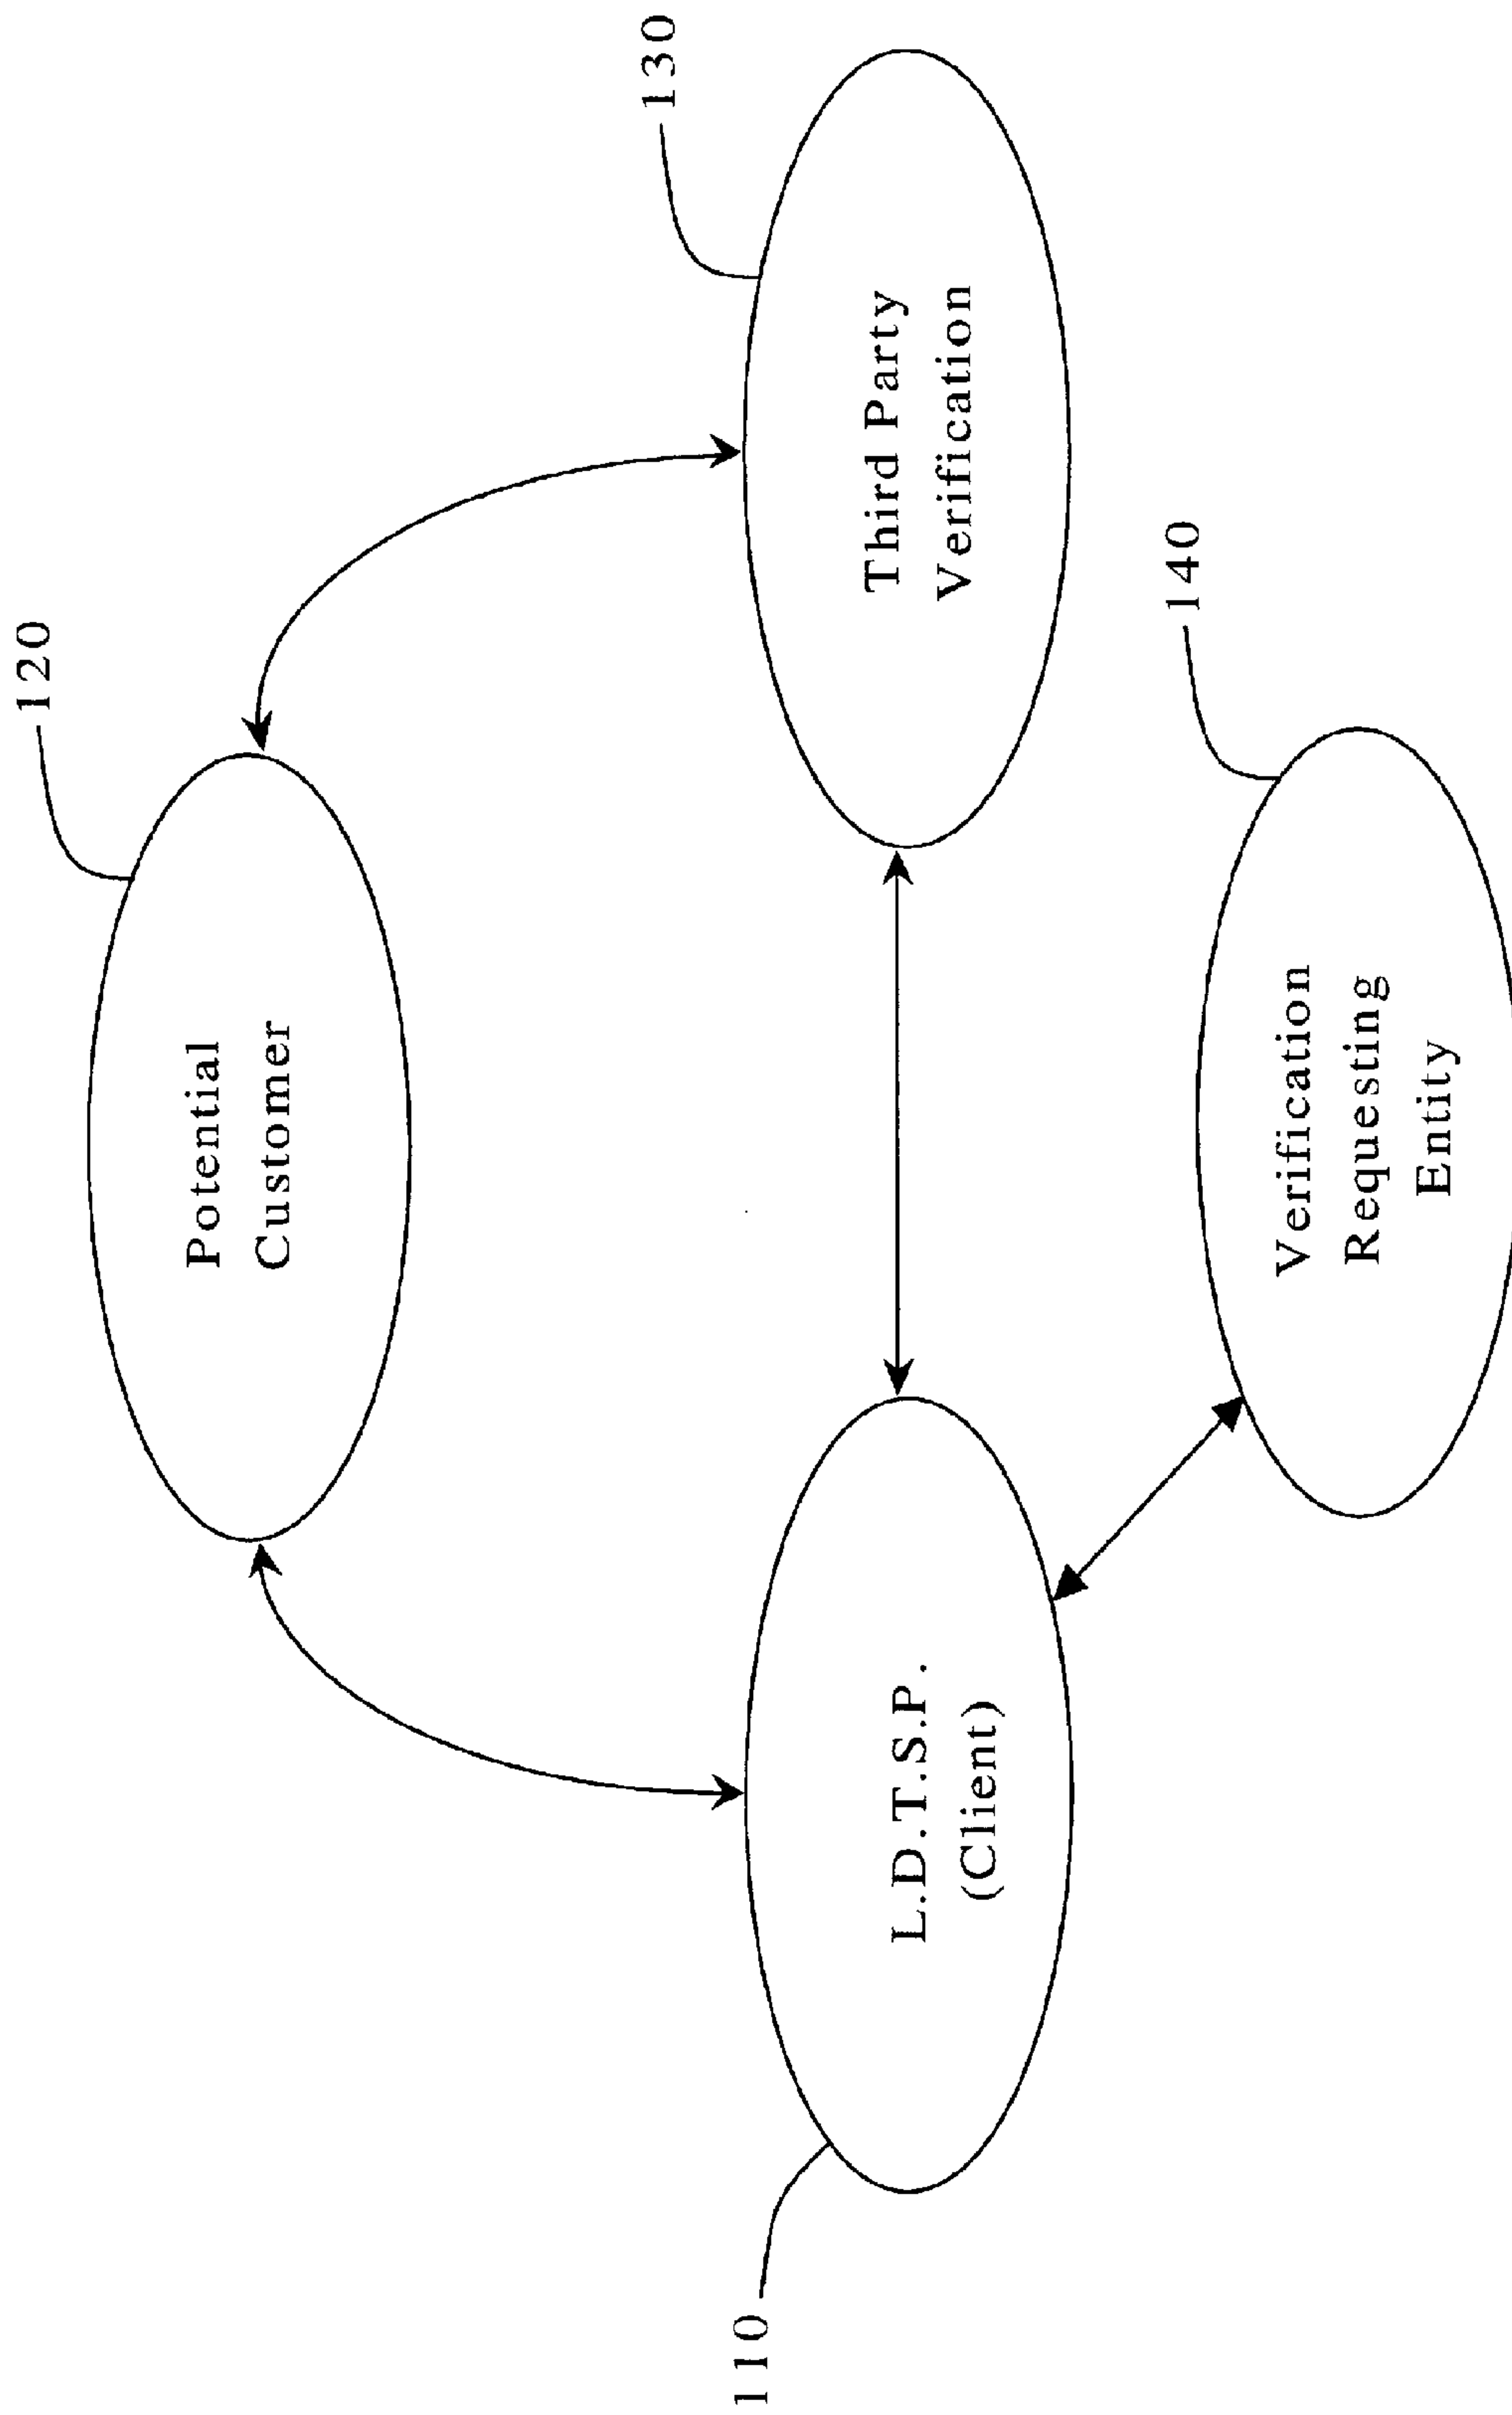 120
Potential
Customer
130
Third Party
Verification
110
L.D.T.S.P.
(Client)
140
Verification
Requesting
Entity